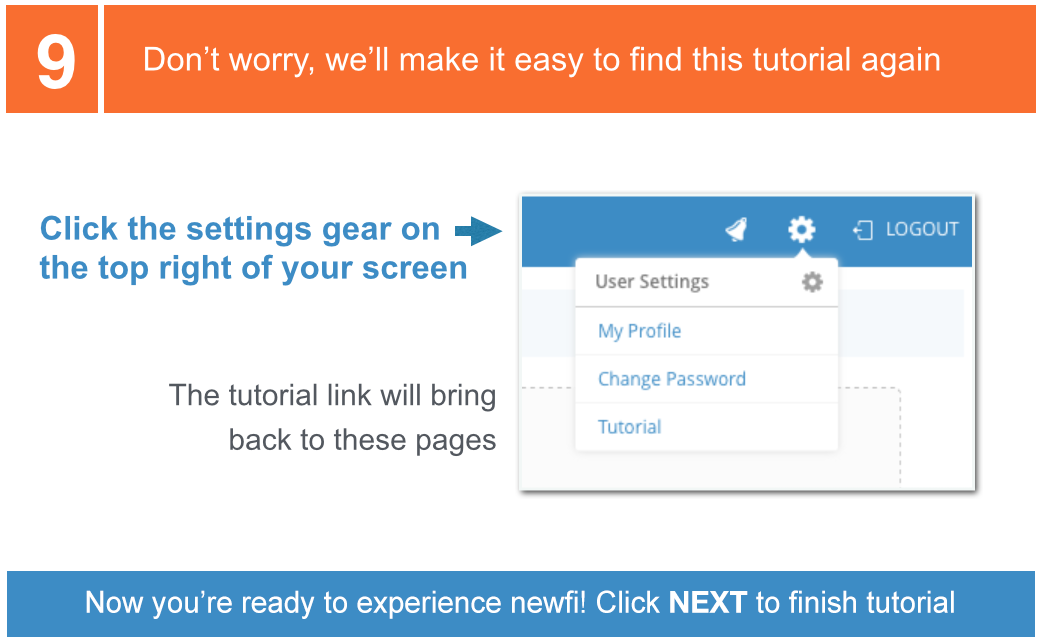 9
Don’t worry, we’ll make it easy to find this tutorial again
Click the settings gear on
the top right of your screen
The tutorial link will bring
back to these pages
LOGOUT
User Settings
My Profile
Change Password
Tutorial
Now you’re ready to experience newfi! Click NEXT to finish tutorial